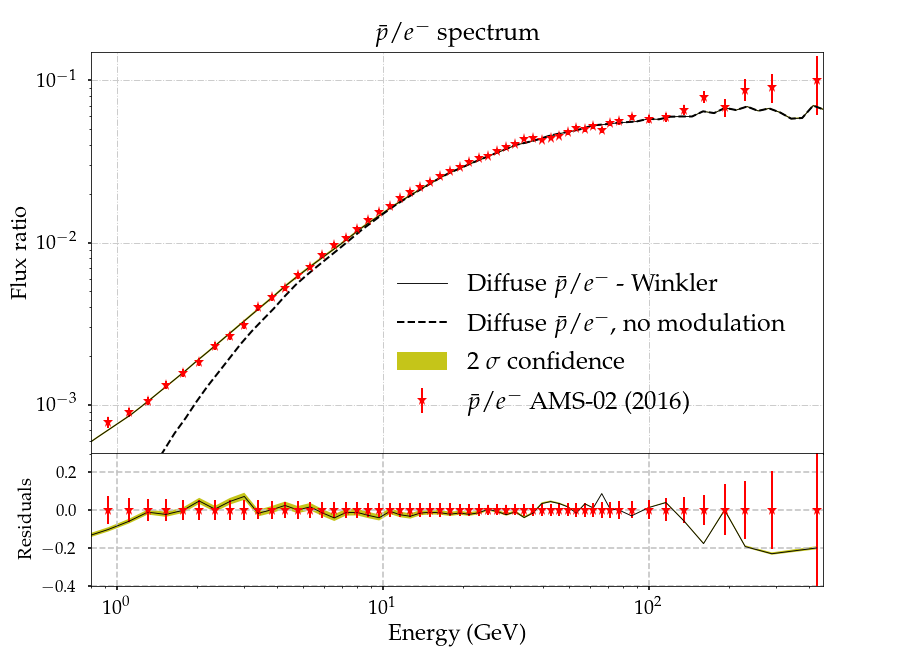 p̄/e⁻ spectrum
10⁻¹
10⁻²
10⁻³
Flux ratio
Diffuse p̄/e⁻ - Winkler
Diffuse p̄/e⁻, no modulation
2 σ confidence
p̄/e⁻ AMS-02 (2016)
0.2
0.0
−0.2
−0.4
Residuals
10⁰ 10¹ 10²
Energy (GeV)